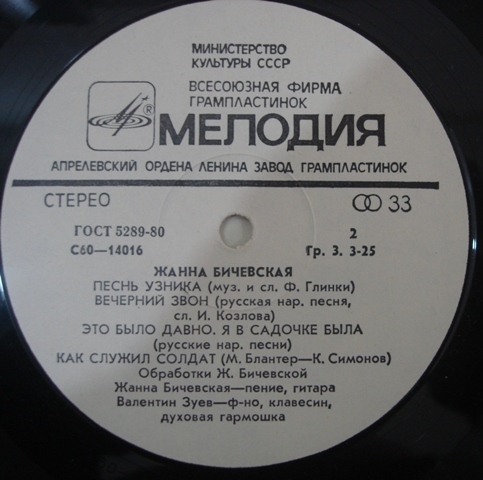 МИНИСТЕРСТВО
КУЛЬТУРЫ СССР
ВСЕСОЮЗНАЯ ФИРМА
ГРАМПЛАСТИНОК
®
МЕЛОДИЯ
АПРЕЛЕВСКИЙ ОРДЕНА ЛЕНИНА ЗАВОД ГРАМПЛАСТИНОК
СТЕРЕО 33
ГОСТ 5289-80 2
С60—14016 Гр. 3. 3-25
ЖАННА БИЧЕВСКАЯ
ПЕСНЬ УЗНИКА (муз. и сл. Ф. Глинки)
ВЕЧЕРНИЙ ЗВОН (русская нар. песня,
сл. И. Козлова)
ЭТО БЫЛО ДАВНО. Я В САДОЧКЕ БЫЛА
(русские нар. песни)
КАК СЛУЖИЛ СОЛДАТ (М. Блантер—К. Симонов)
Обработки Ж. Бичевской
Жанна Бичевская—пение, гитара
Валентин Зуев—ф-но, клавесин,
духовая гармошка